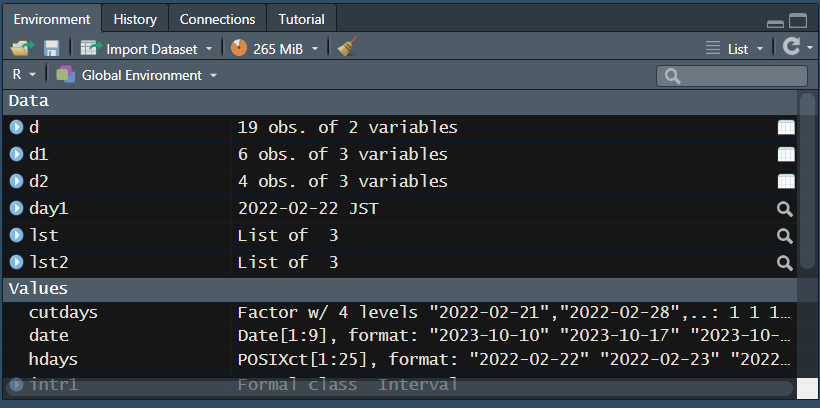 Environment History Connections Tutorial
Import Dataset 265 MiB List
R Global Environment
Data
d 19 obs. of 2 variables
d1 6 obs. of 3 variables
d2 4 obs. of 3 variables
day1 2022-02-22 JST
lst List of  3
lst2 List of  3
Values
cutdays Factor w/ 4 levels "2022-02-21","2022-02-28",..: 1 1 1…
date Date[1:9], format: "2023-10-10" "2023-10-17" "2023-10-…
hdays POSIXct[1:25], format: "2022-02-22" "2022-02-23" "2022…
intr1 Formal class  Interval